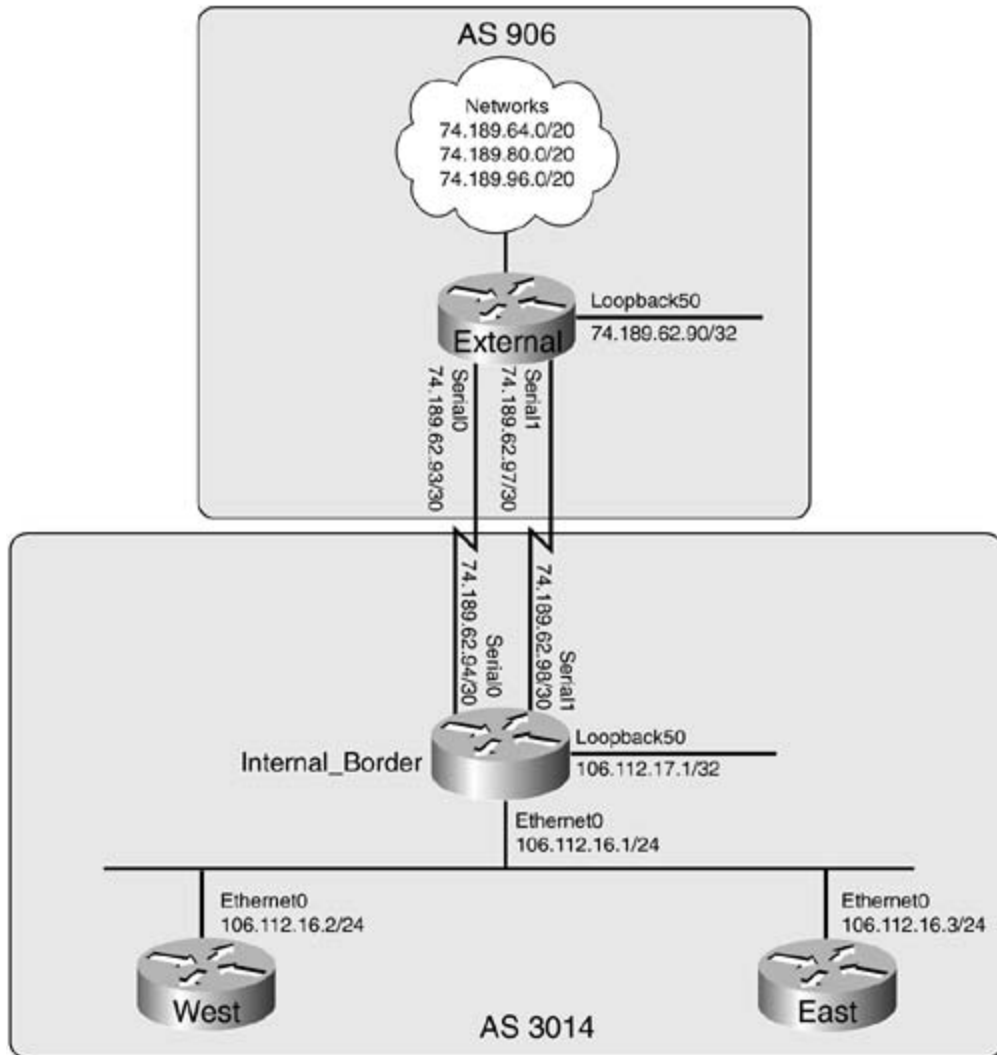 AS 906
Networks
74.189.64.0/20
74.189.80.0/20
74.189.96.0/20
Loopback50
74.189.62.90/32
External
Serial0
74.189.62.93/30
Serial1
74.189.62.97/30
74.189.62.94/30
Serial0
74.189.62.98/30
Serial1
Internal_Border
Loopback50
106.112.17.1/32
Ethernet0
106.112.16.1/24
Ethernet0
106.112.16.2/24
Ethernet0
106.112.16.3/24
West
East
AS 3014